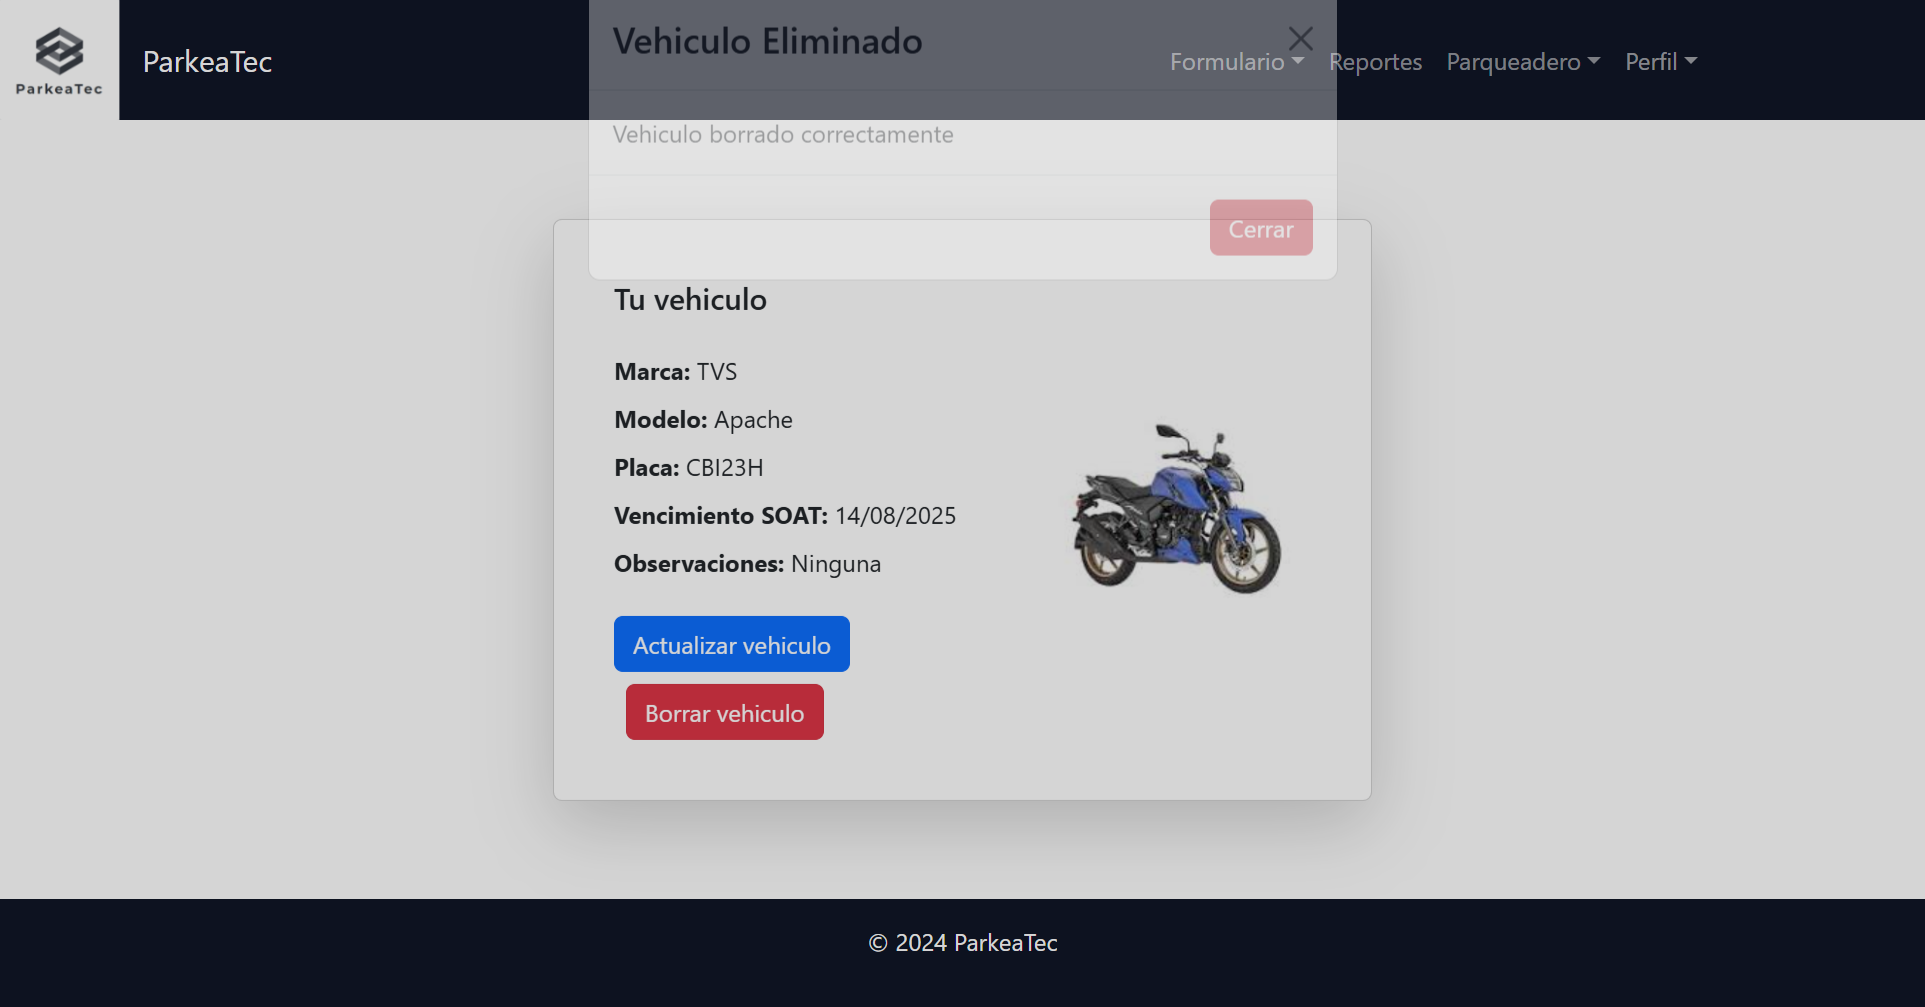 ParkeaTec
ParkeaTec
Formulario
Reportes
Parqueadero
Perfil
Vehiculo Eliminado
Vehiculo borrado correctamente
Cerrar
Tu vehiculo
Marca: TVS
Modelo: Apache
Placa: CBI23H
Vencimiento SOAT: 14/08/2025
Observaciones: Ninguna
Actualizar vehiculo
Borrar vehiculo
© 2024 ParkeaTec